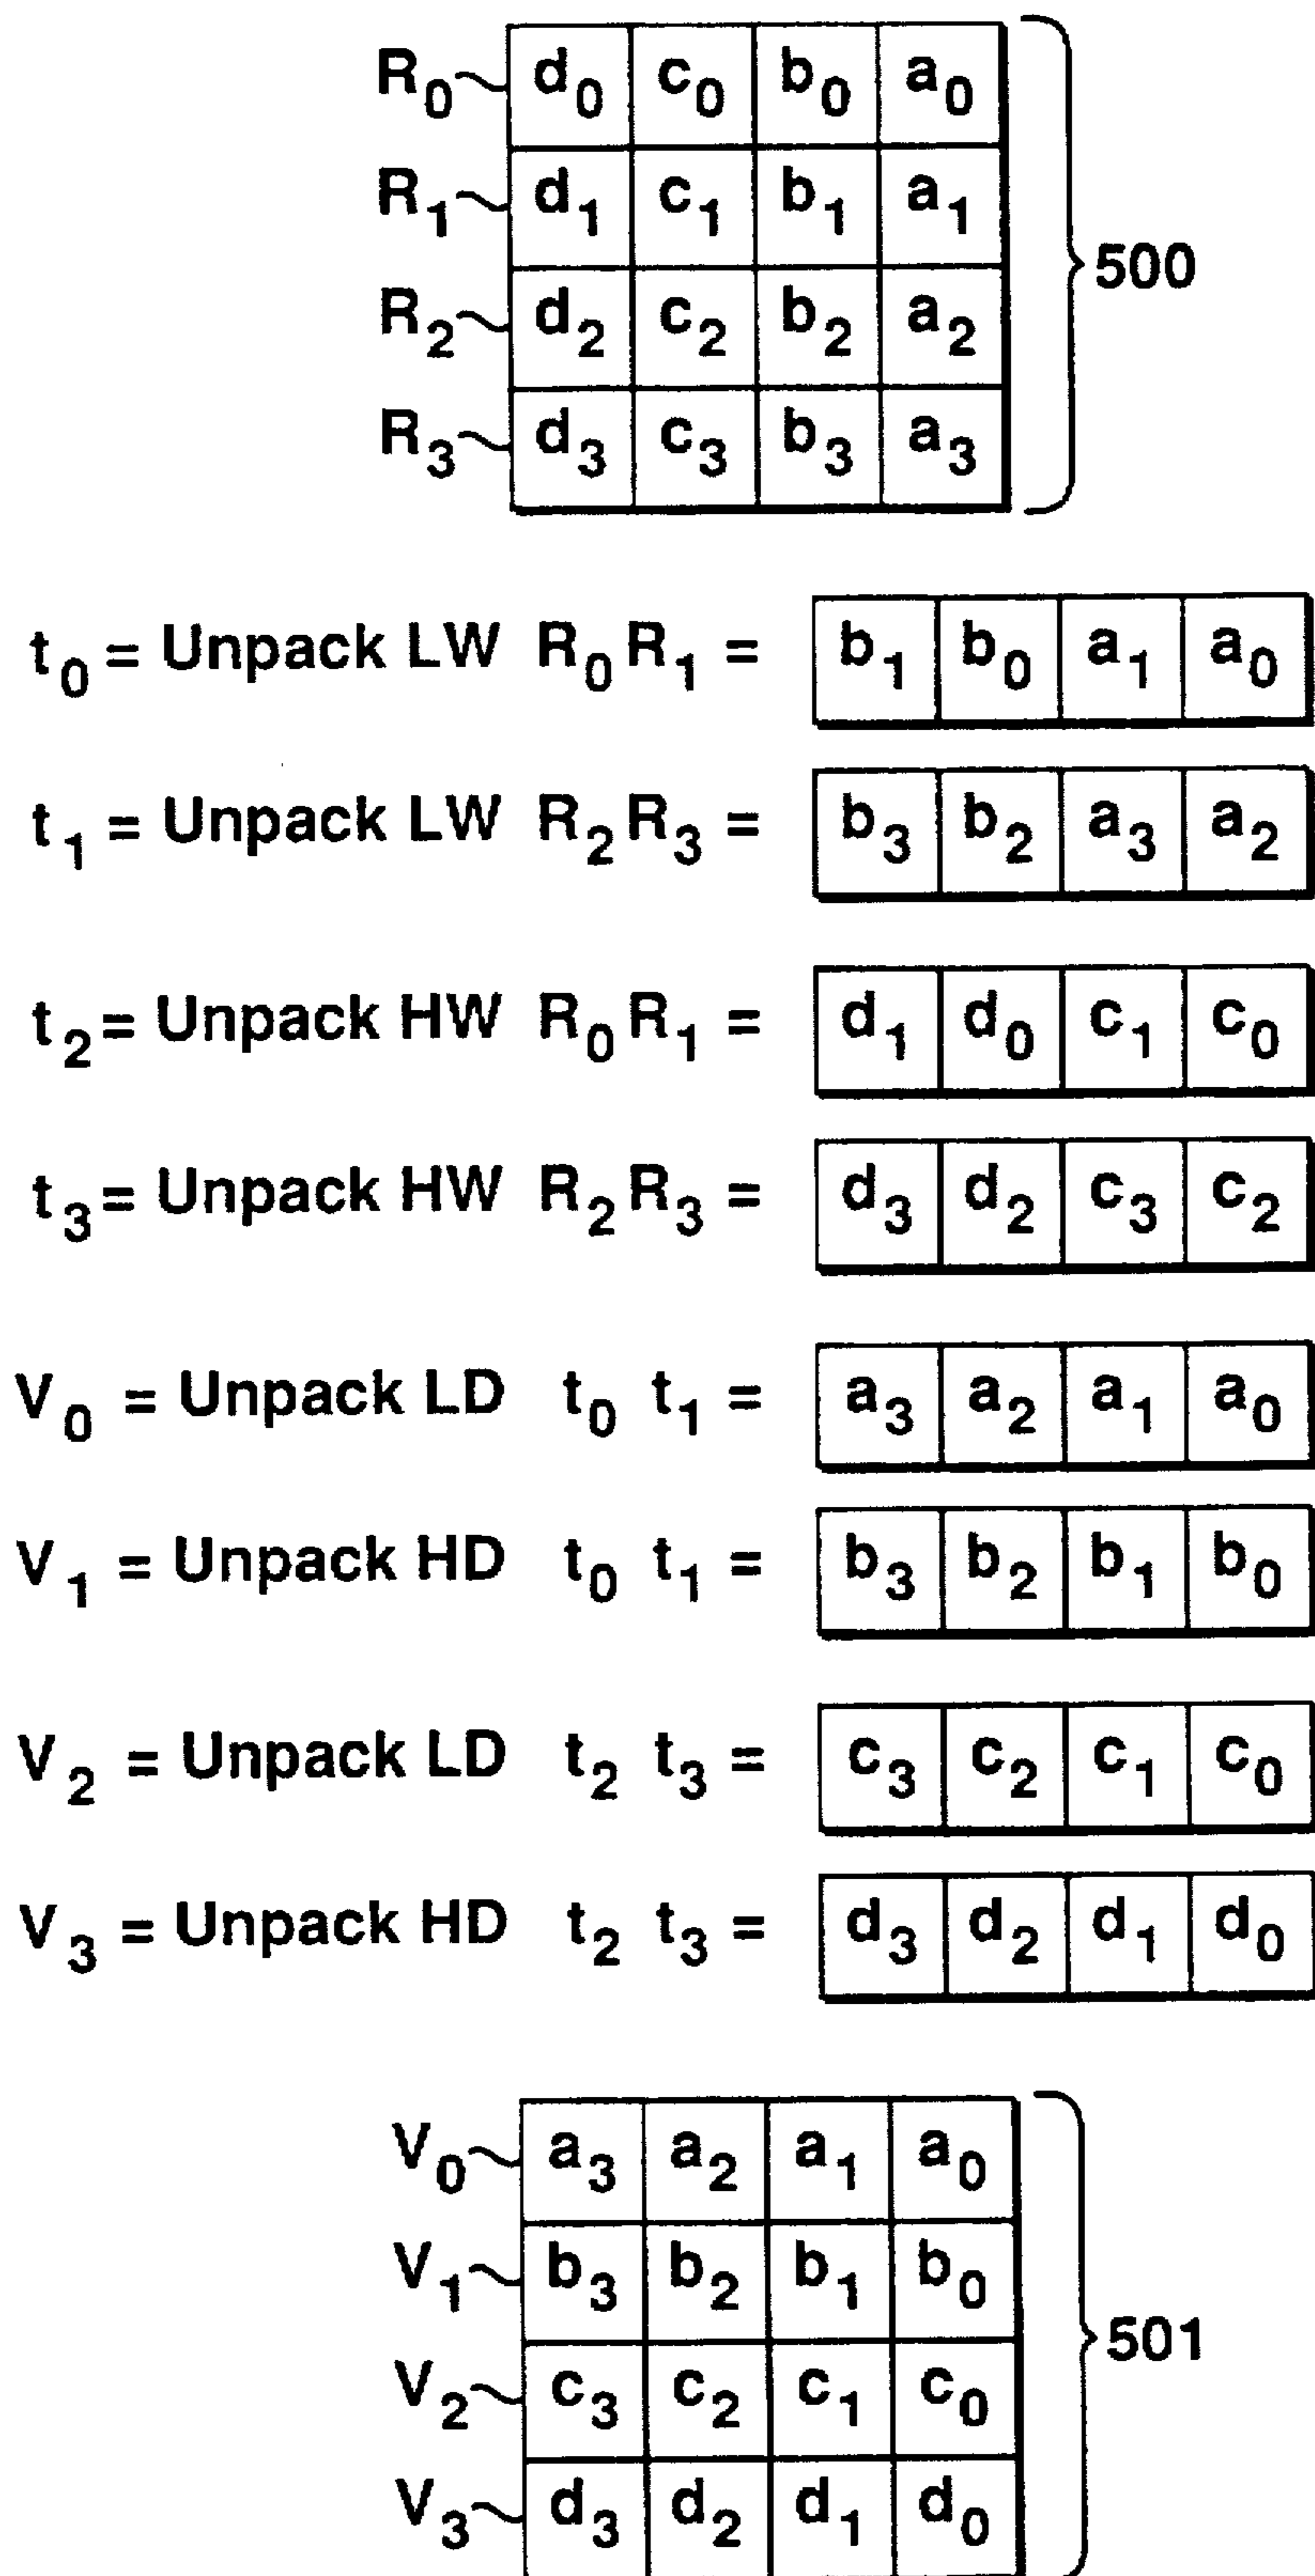 R₀ d₀ c₀ b₀ a₀
R₁ d₁ c₁ b₁ a₁
500
R₂ d₂ c₂ b₂ a₂
R₃ d₃ c₃ b₃ a₃
t₀ = Unpack LW R₀ R₁ = b₁ b₀ a₁ a₀
t₁ = Unpack LW R₂ R₃ = b₃ b₂ a₃ a₂
t₂ = Unpack HW R₀ R₁ = d₁ d₀ c₁ c₀
t₃ = Unpack HW R₂ R₃ = d₃ d₂ c₃ c₂
V₀ = Unpack LD t₀ t₁ = a₃ a₂ a₁ a₀
V₁ = Unpack HD t₀ t₁ = b₃ b₂ b₁ b₀
V₂ = Unpack LD t₂ t₃ = c₃ c₂ c₁ c₀
V₃ = Unpack HD t₂ t₃ = d₃ d₂ d₁ d₀
V₀ a₃ a₂ a₁ a₀
V₁ b₃ b₂ b₁ b₀
501
V₂ c₃ c₂ c₁ c₀
V₃ d₃ d₂ d₁ d₀